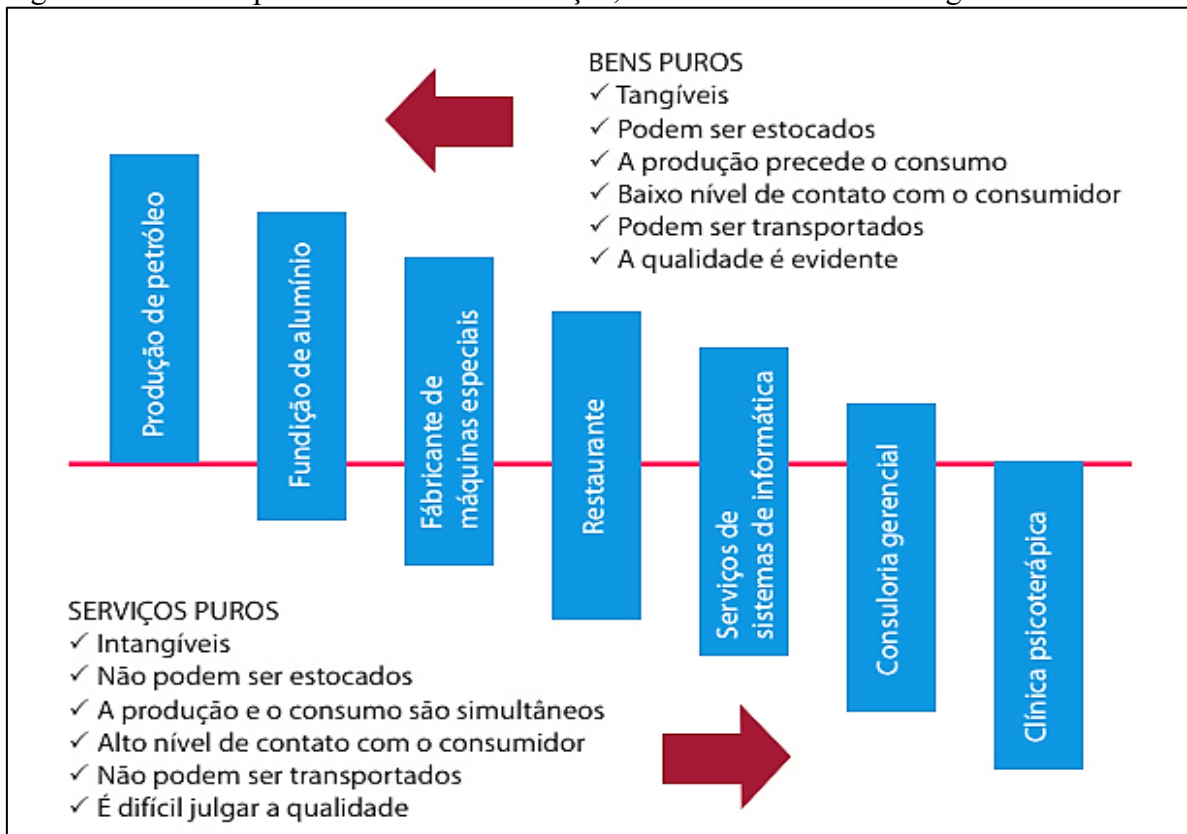 BENS PUROS
✓ Tangíveis
✓ Podem ser estocados
✓ A produção precede o consumo
✓ Baixo nível de contato com o consumidor
✓ Podem ser transportados
✓ A qualidade é evidente
Produção de petróleo
Fundição de alumínio
Fábricante de
máquinas especiais
Restaurante
Serviços de
sistemas de informática
Consuloria gerencial
Clínica psicoterápica
SERVIÇOS PUROS
✓ Intangíveis
✓ Não podem ser estocados
✓ A produção e o consumo são simultâneos
✓ Alto nível de contato com o consumidor
✓ Não podem ser transportados
✓ É difícil julgar a qualidade